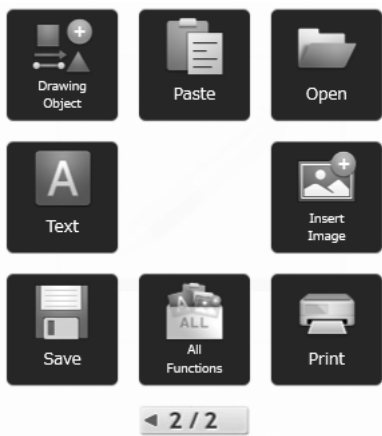 Drawing
Object
Paste
Open
A
Text
Insert
Image
Save
A
ALL
All
Functions
Print
2 / 2